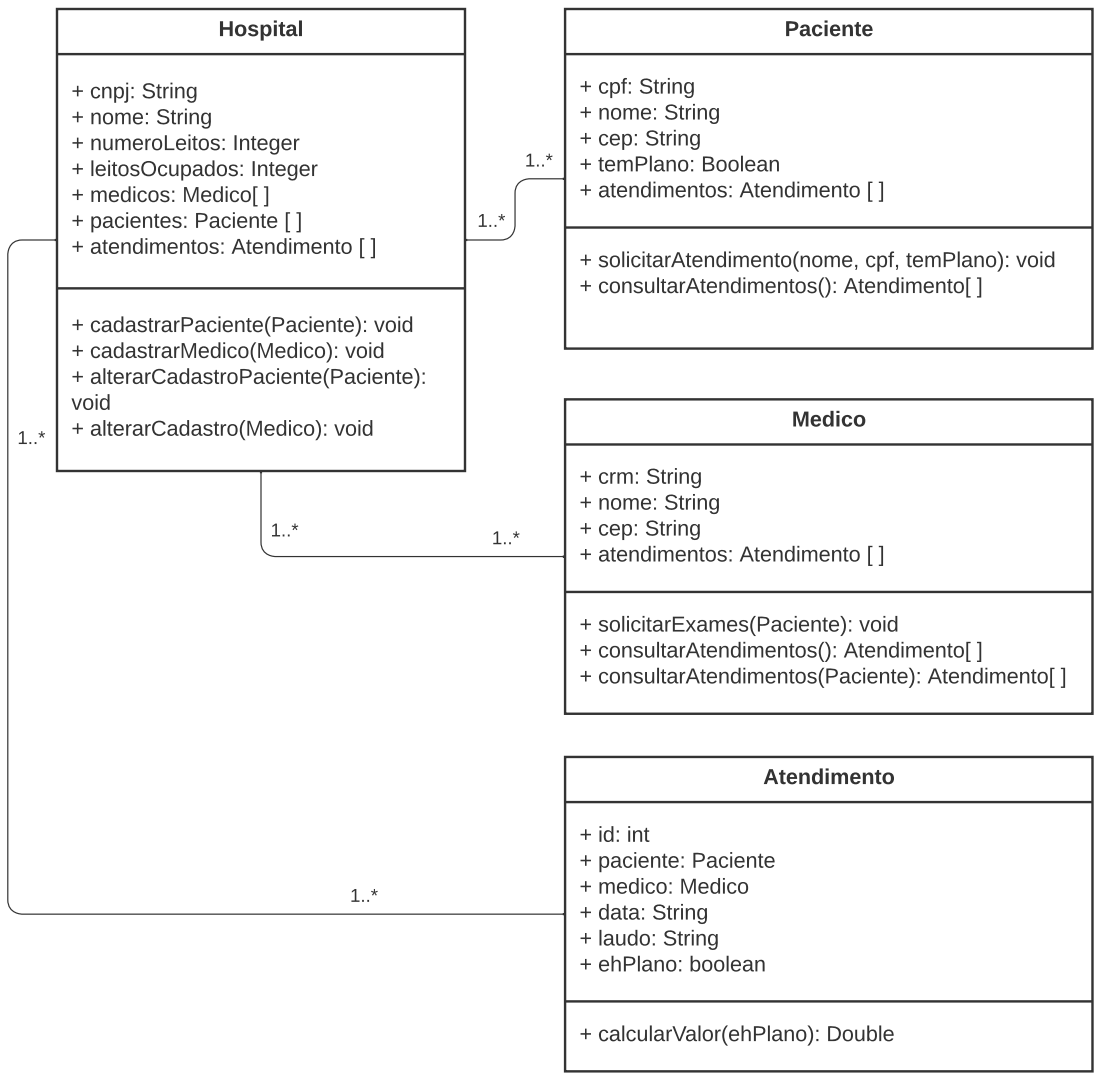 Hospital
+ cnpj: String
+ nome: String
+ numeroLeitos: Integer
+ leitosOcupados: Integer
+ medicos: Medico[ ]
+ pacientes: Paciente [ ]
+ atendimentos: Atendimento [ ]
+ cadastrarPaciente(Paciente): void
+ cadastrarMedico(Medico): void
+ alterarCadastroPaciente(Paciente):
void
+ alterarCadastro(Medico): void
1..*
1..*
1..*
1..*
1..*
1..*
Paciente
+ cpf: String
+ nome: String
+ cep: String
+ temPlano: Boolean
+ atendimentos: Atendimento [ ]
+ solicitarAtendimento(nome, cpf, temPlano): void
+ consultarAtendimentos(): Atendimento[ ]
Medico
+ crm: String
+ nome: String
+ cep: String
+ atendimentos: Atendimento [ ]
+ solicitarExames(Paciente): void
+ consultarAtendimentos(): Atendimento[ ]
+ consultarAtendimentos(Paciente): Atendimento[ ]
Atendimento
+ id: int
+ paciente: Paciente
+ medico: Medico
+ data: String
+ laudo: String
+ ehPlano: boolean
+ calcularValor(ehPlano): Double